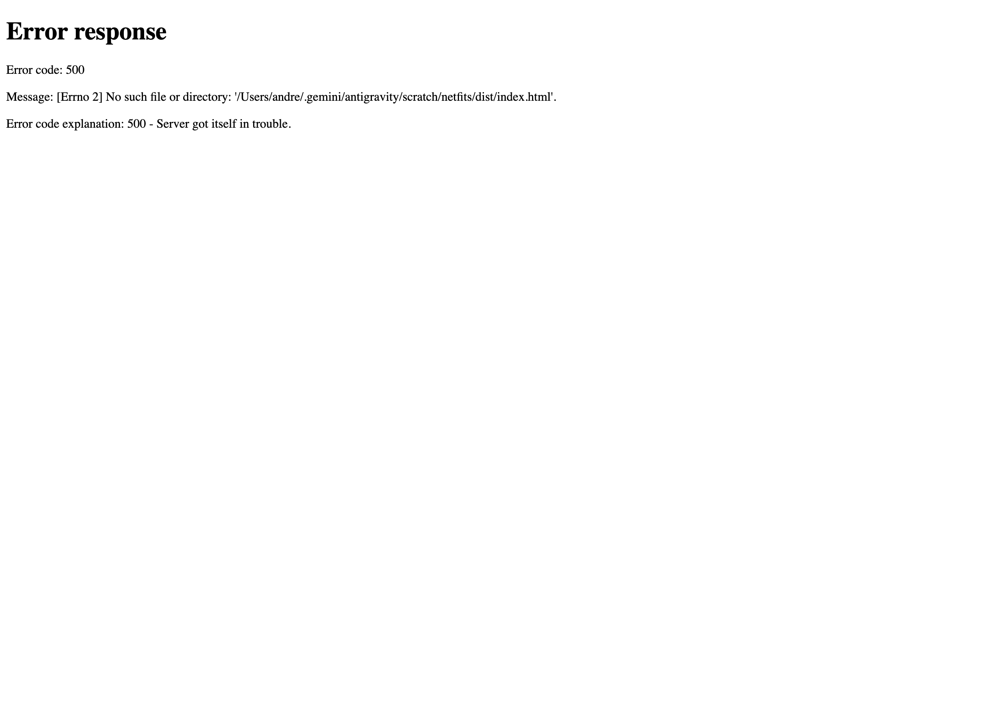 Error response
Error code: 500
Message: [Errno 2] No such file or directory: '/Users/andre/.gemini/antigravity/scratch/netfits/dist/index.html'.
Error code explanation: 500 - Server got itself in trouble.